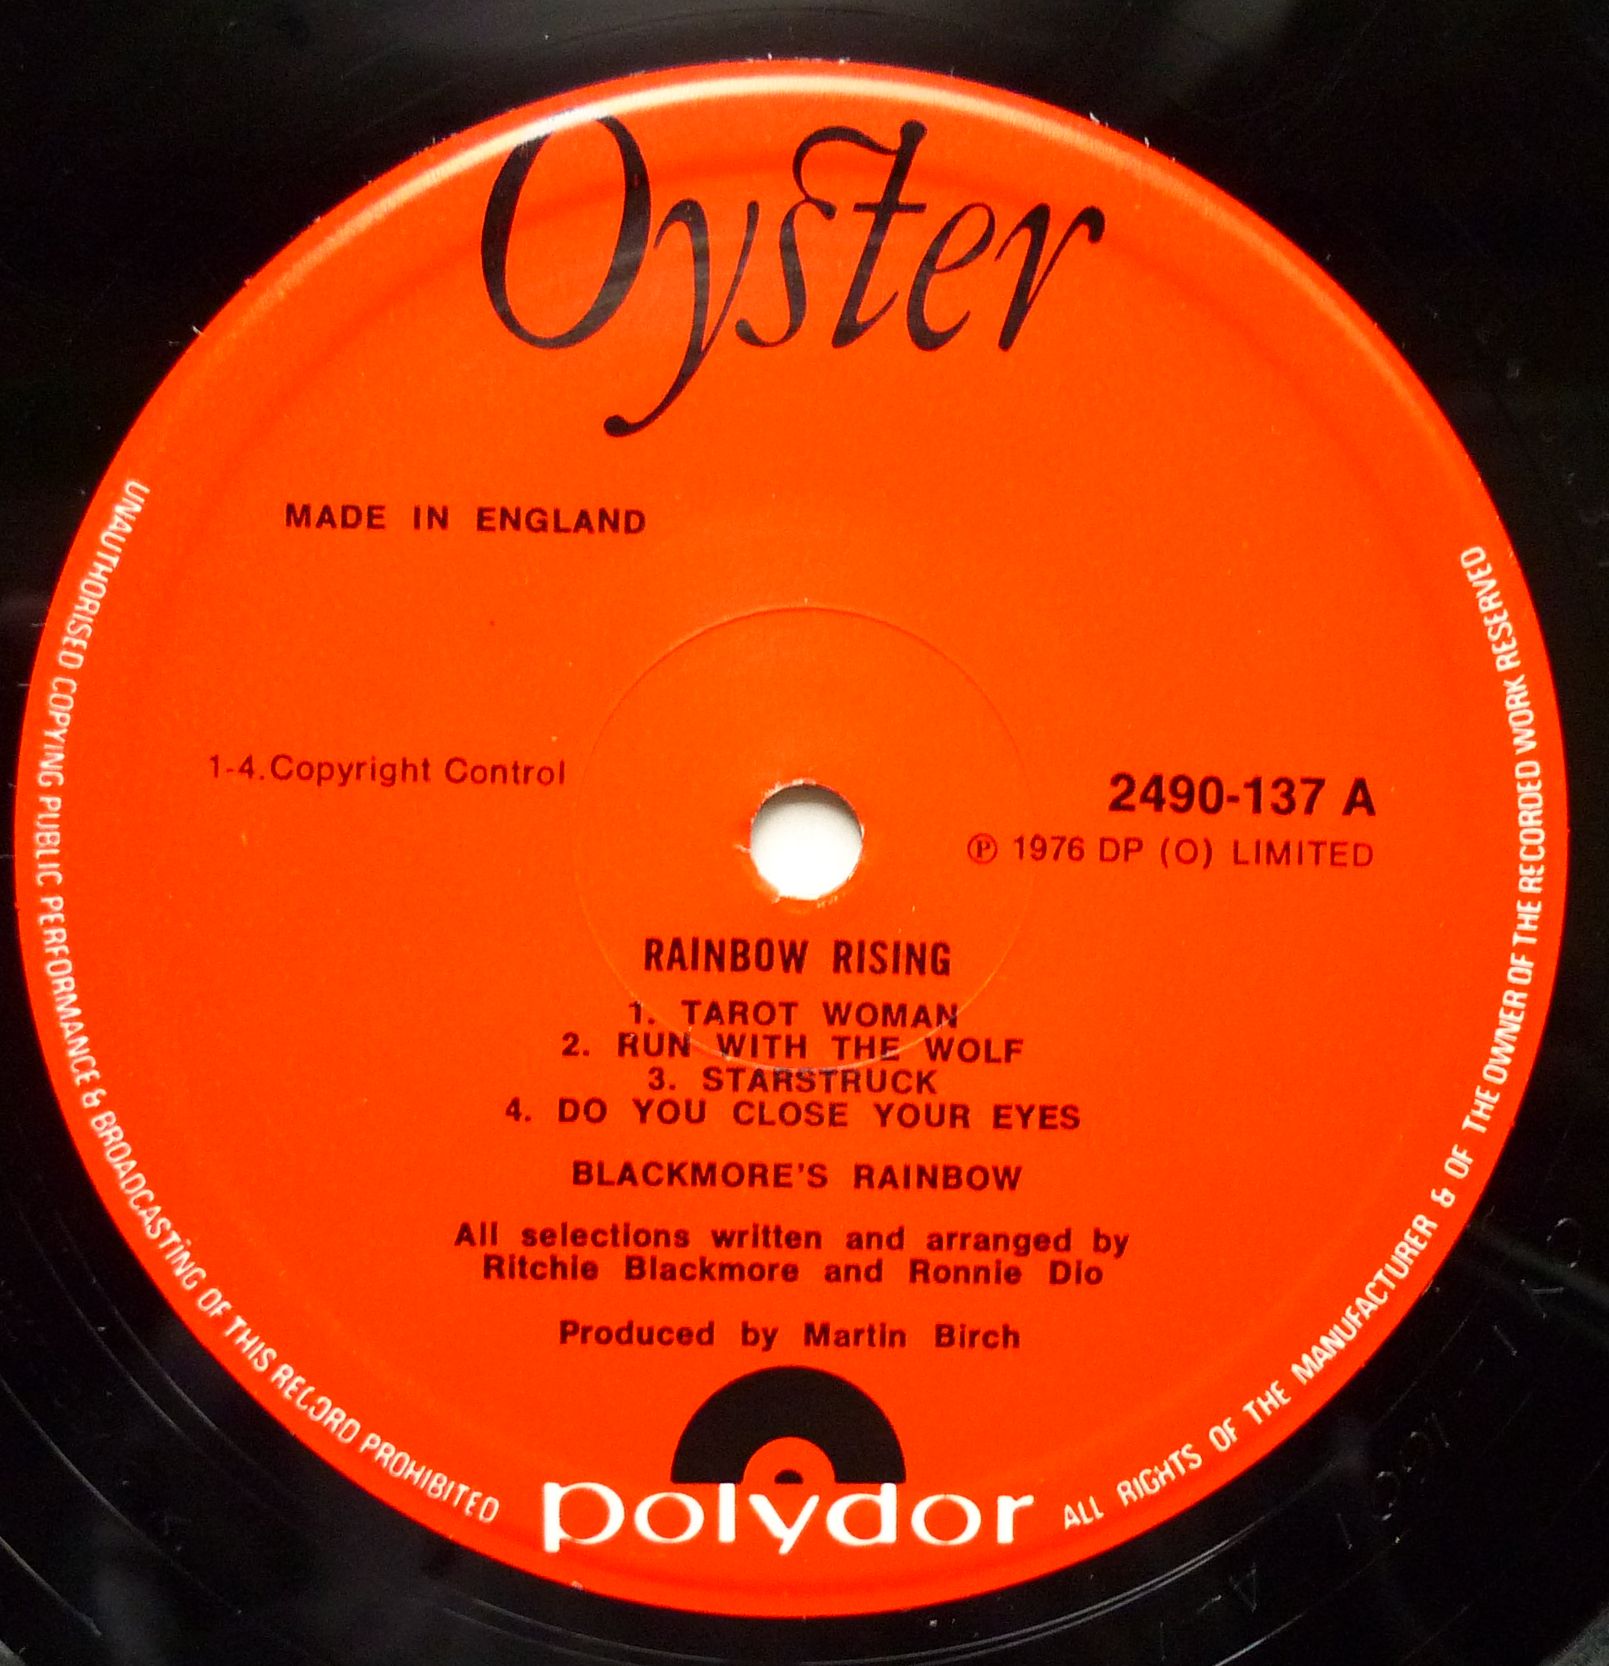 Oyster
MADE IN ENGLAND
1-4.Copyright Control
2490-137 A
℗ 1976 DP (O) LIMITED
RAINBOW RISING
1. TAROT WOMAN
2. RUN WITH THE WOLF
3. STARSTRUCK
4. DO YOU CLOSE YOUR EYES
BLACKMORE'S RAINBOW
All selections written and arranged by
Ritchie Blackmore and Ronnie Dio
Produced by Martin Birch
polydor
UNAUTHORISED COPYING PUBLIC PERFORMANCE & BROADCASTING OF THIS RECORD PROHIBITED
ALL RIGHTS OF THE MANUFACTURER & OF THE OWNER OF THE RECORDED WORK RESERVED